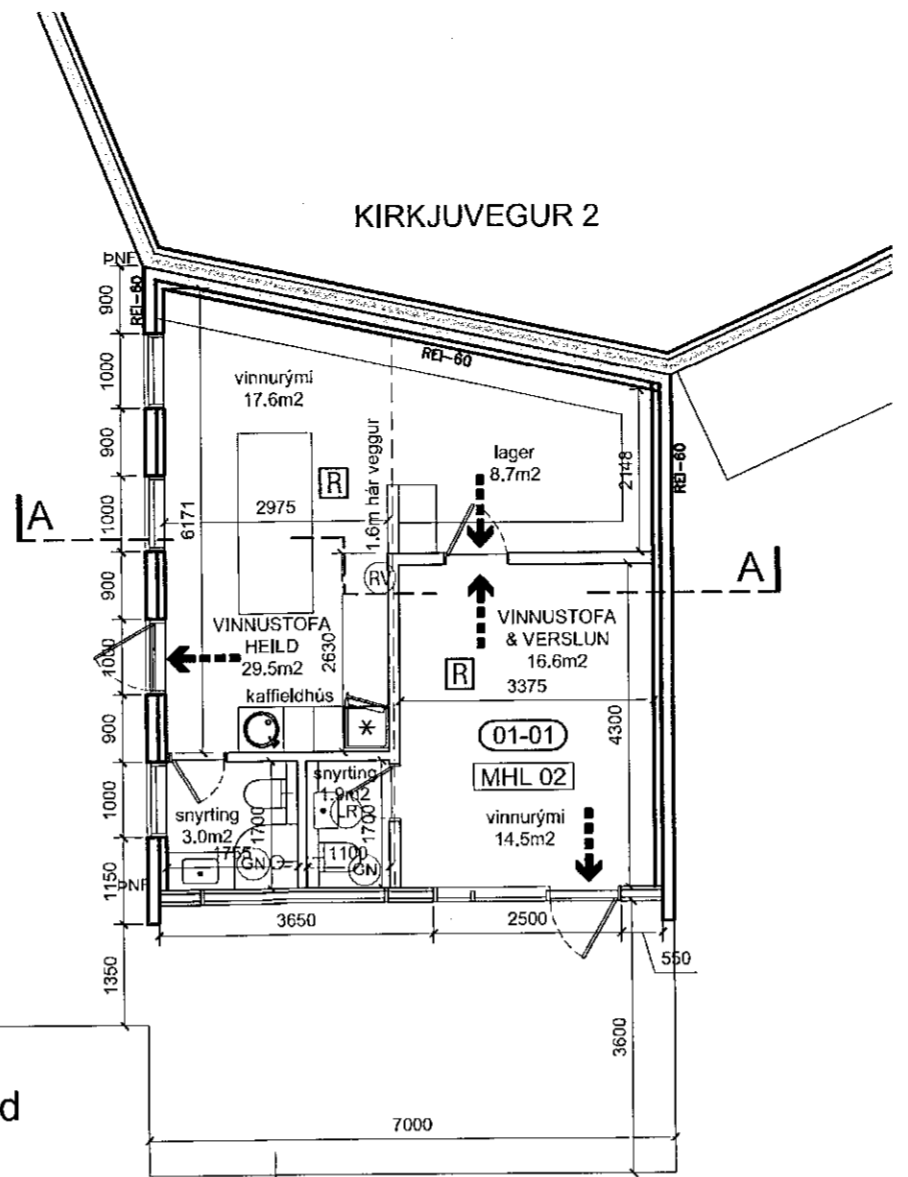 KIRKJUVEGUR 2
ÞNF
REI-60
900
1000
900
1000
900
1000
900
1000
1150
1350
REI-60
REI-60
vinnurými
17.6m2
R
2975
6171
1.6m hár veggur
lager
8.7m2
2148
A
A
RV
VINNUSTOFA
HEILD
29.5m2
2630
kaffieldhús
*
VINNUSTOFA
& VERSLUN
16.6m2
R
3375
4300
01-01
MHL 02
vinnurými
14.5m2
snyrting
3.0m2
1700
1755
GN
snyrting
1.9m2
LR
1700
1100
GN
ÞNF
3650
2500
550
3600
d
7000